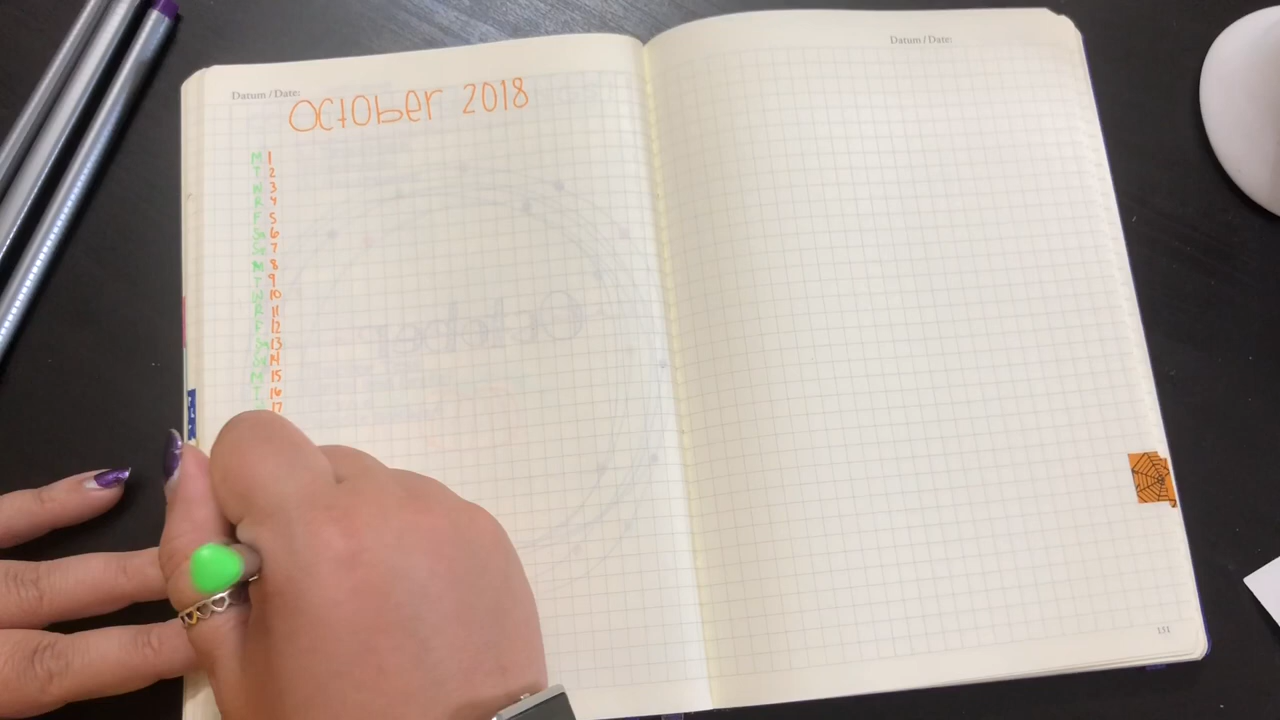 Datum / Date:
Datum / Date:
October 2018
M 1
T 2
W 3
R 4
F 5
Sa 6
Su 7
M 8
T 9
W 10
R 11
F 12
Sa 13
Su 14
M 15
T 16
17
October
151